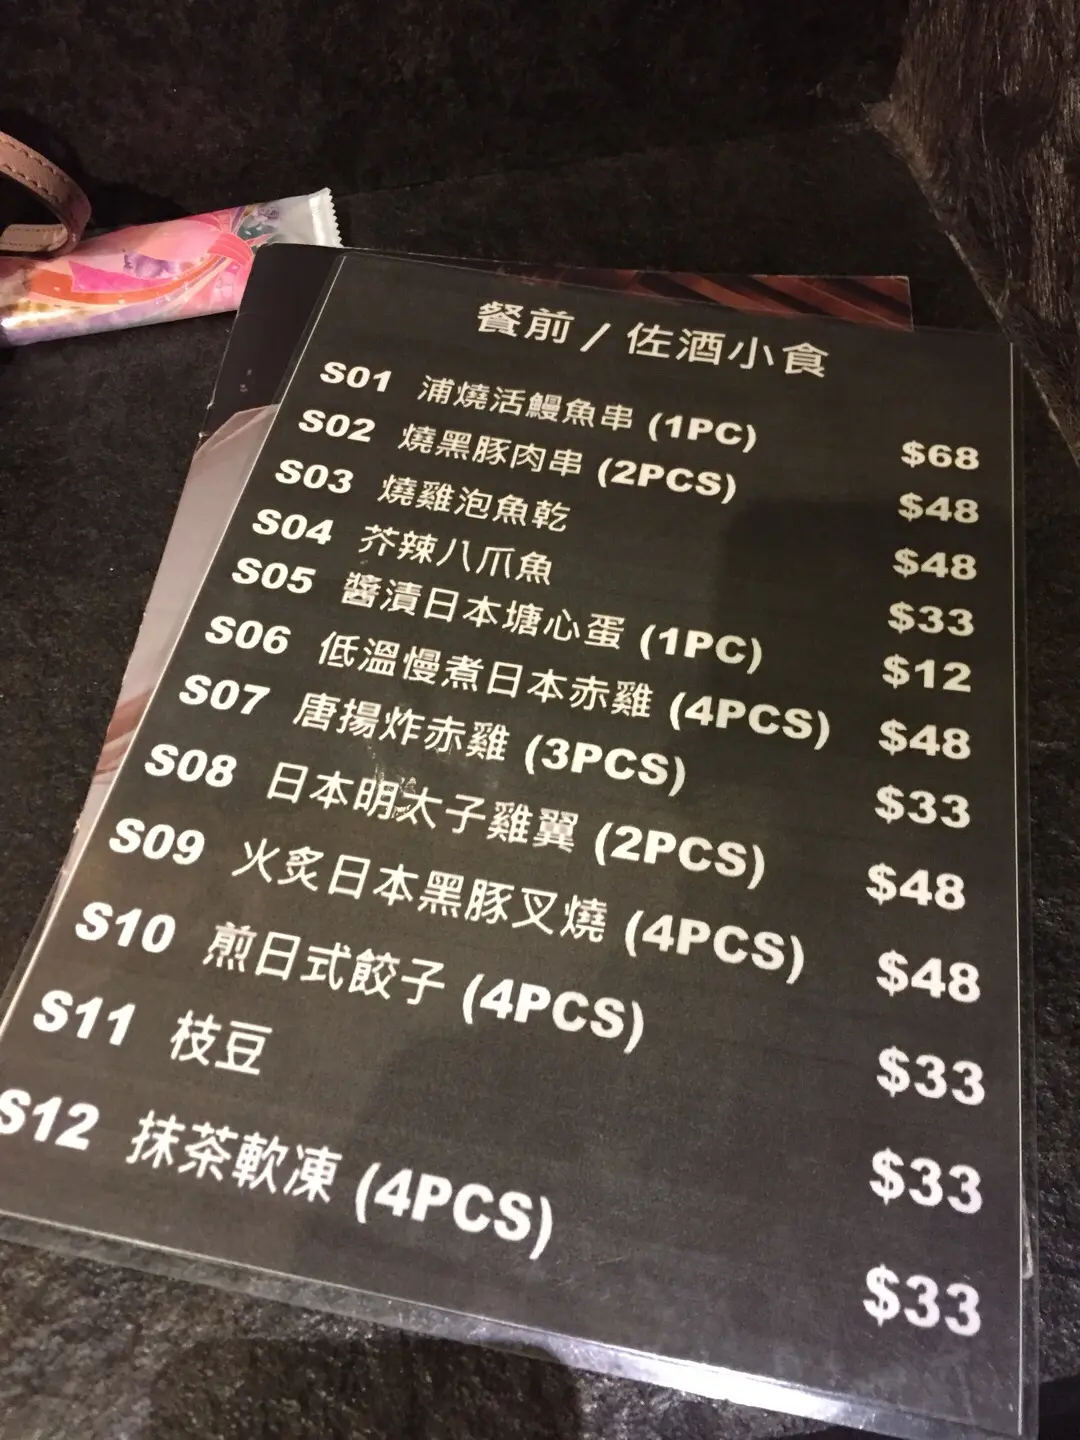 餐前 / 佐酒小食
S01 浦燒活鰻魚串 (1PC) $68
S02 燒黑豚肉串 (2PCS) $48
S03 燒雞泡魚乾 $48
S04 芥辣八爪魚 $33
S05 醬漬日本塘心蛋 (1PC) $12
S06 低溫慢煮日本赤雞 (4PCS) $48
S07 唐揚炸赤雞 (3PCS) $33
S08 日本明太子雞翼 (2PCS) $48
S09 火炙日本黑豚叉燒 (4PCS) $48
S10 煎日式餃子 (4PCS) $33
S11 枝豆 $33
S12 抹茶軟凍 (4PCS) $33